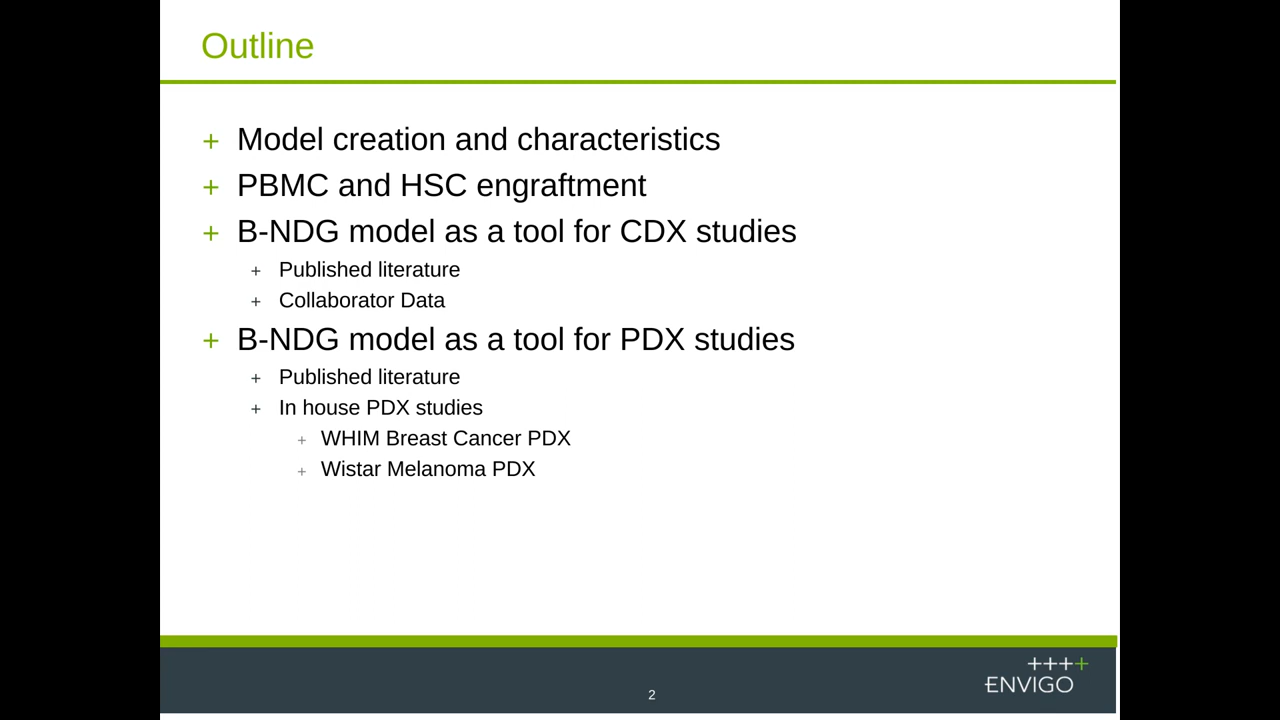 Outline
+ Model creation and characteristics
+ PBMC and HSC engraftment
+ B-NDG model as a tool for CDX studies
+ Published literature
+ Collaborator Data
+ B-NDG model as a tool for PDX studies
+ Published literature
+ In house PDX studies
+ WHIM Breast Cancer PDX
+ Wistar Melanoma PDX
++++
ENVIGO
2